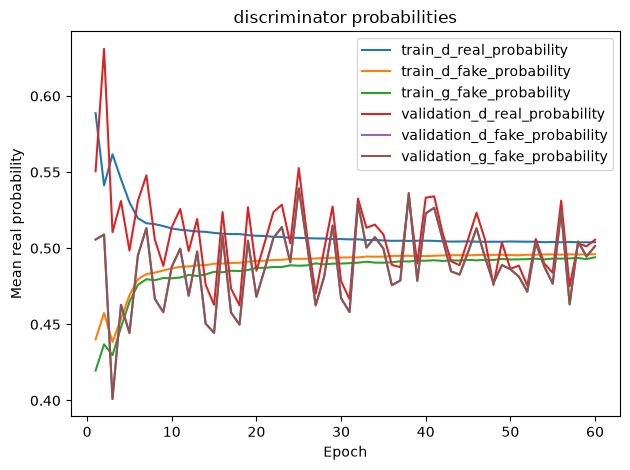 discriminator probabilities
train_d_real_probability
train_d_fake_probability
train_g_fake_probability
validation_d_real_probability
validation_d_fake_probability
validation_g_fake_probability
Mean real probability
0.60
0.55
0.50
0.45
0.40
0 10 20 30 40 50 60
Epoch